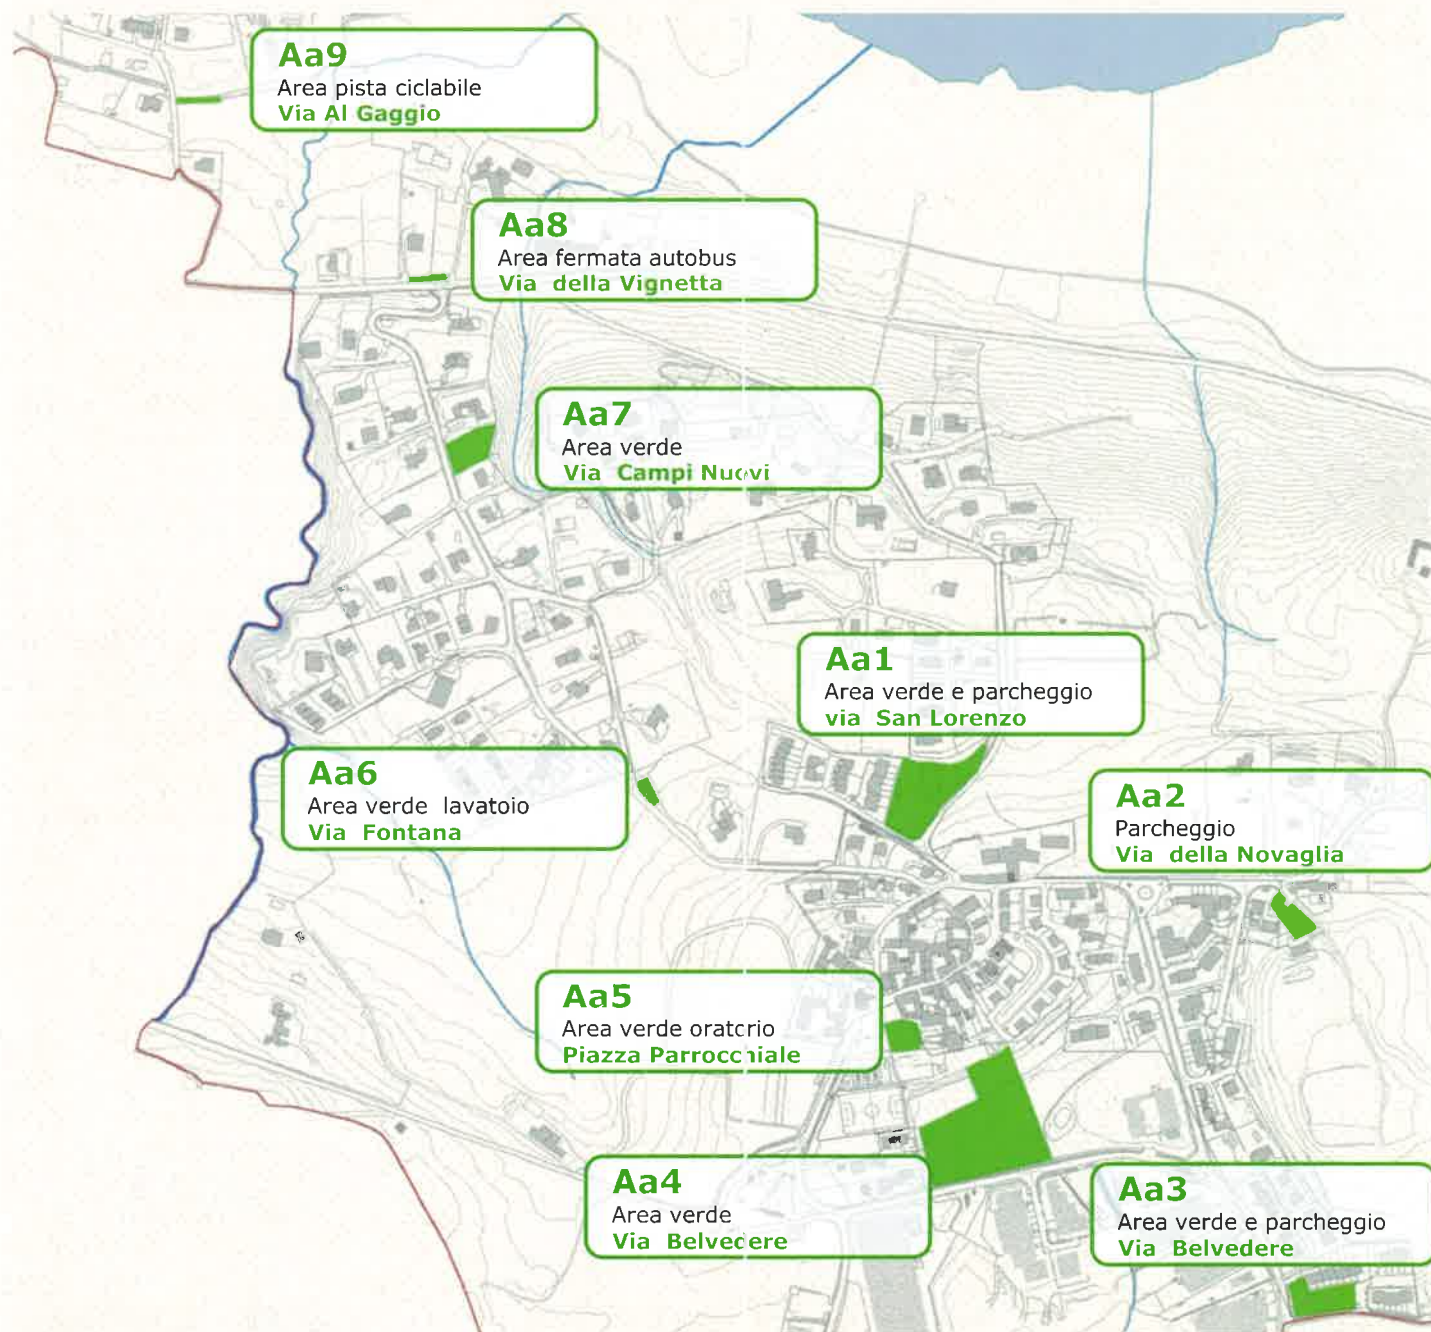 Aa9
Area pista ciclabile
Via Al Gaggio
Aa8
Area fermata autobus
Via della Vignetta
Aa7
Area verde
Via Campi Nuovi
Aa1
Area verde e parcheggio
via San Lorenzo
Aa6
Area verde lavatoio
Via Fontana
Aa2
Parcheggio
Via della Novaglia
Aa5
Area verde oratorio
Piazza Parrocchiale
Aa4
Area verde
Via Belvedere
Aa3
Area verde e parcheggio
Via Belvedere